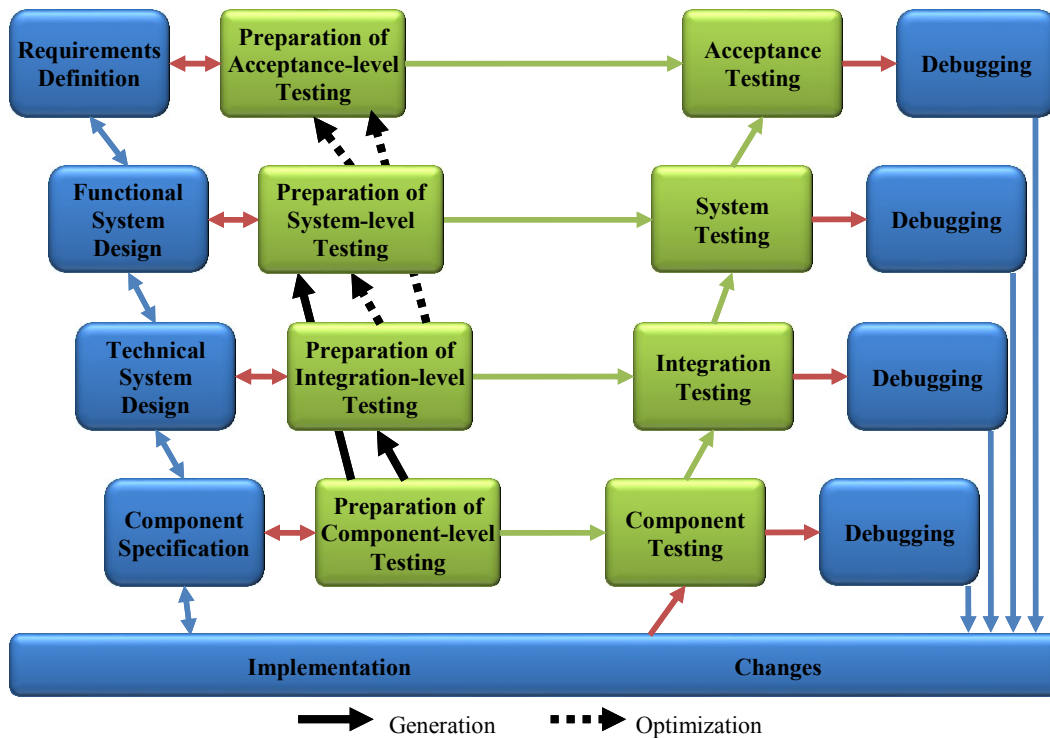 Requirements
Definition
Preparation of
Acceptance-level
Testing
Acceptance
Testing
Debugging
Functional
System
Design
Preparation of
System-level
Testing
System
Testing
Debugging
Technical
System
Design
Preparation of
Integration-level
Testing
Integration
Testing
Debugging
Component
Specification
Preparation of
Component-level
Testing
Component
Testing
Debugging
Implementation
Changes
Generation
Optimization